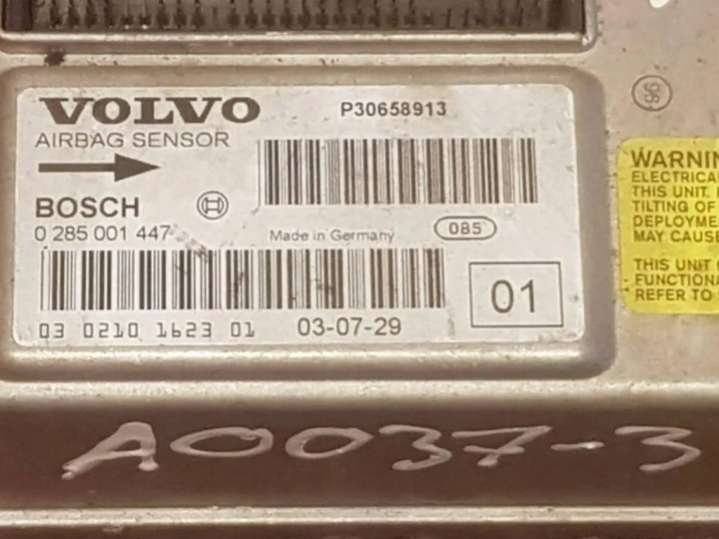 VOLVO
P30658913
AIRBAG SENSOR
BOSCH
0 285 001 447
Made in Germany
085
03 0210 1623 01
03-07-29
01
WARNIN
ELECTRICA
THIS UNIT.
TILTING OF
DEPLOYME
MAY CAUSE
THIS UNIT
FUNCTIONA
REFER TO
A0037-3